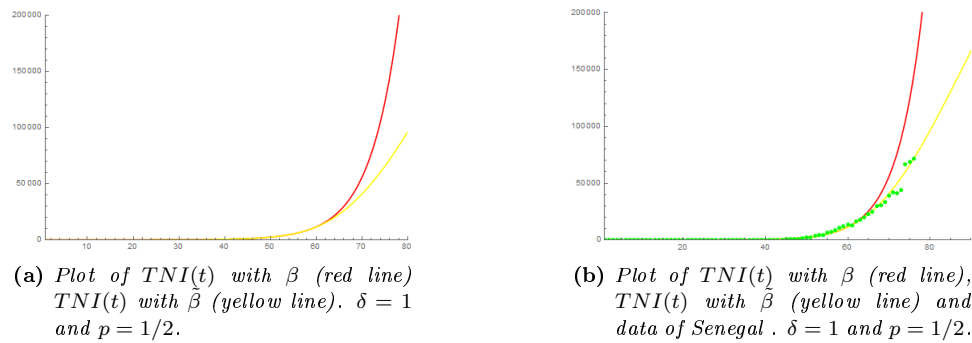 200000
150000
100000
50000
0
10 20 30 40 50 60 70 80
(a) Plot of TNI(t) with β (red line)
TNI(t) with β̃ (yellow line). δ = 1
and p = 1/2.
200000
150000
100000
50000
0
20 40 60 80
(b) Plot of TNI(t) with β (red line),
TNI(t) with β̃ (yellow line) and
data of Senegal . δ = 1 and p = 1/2.